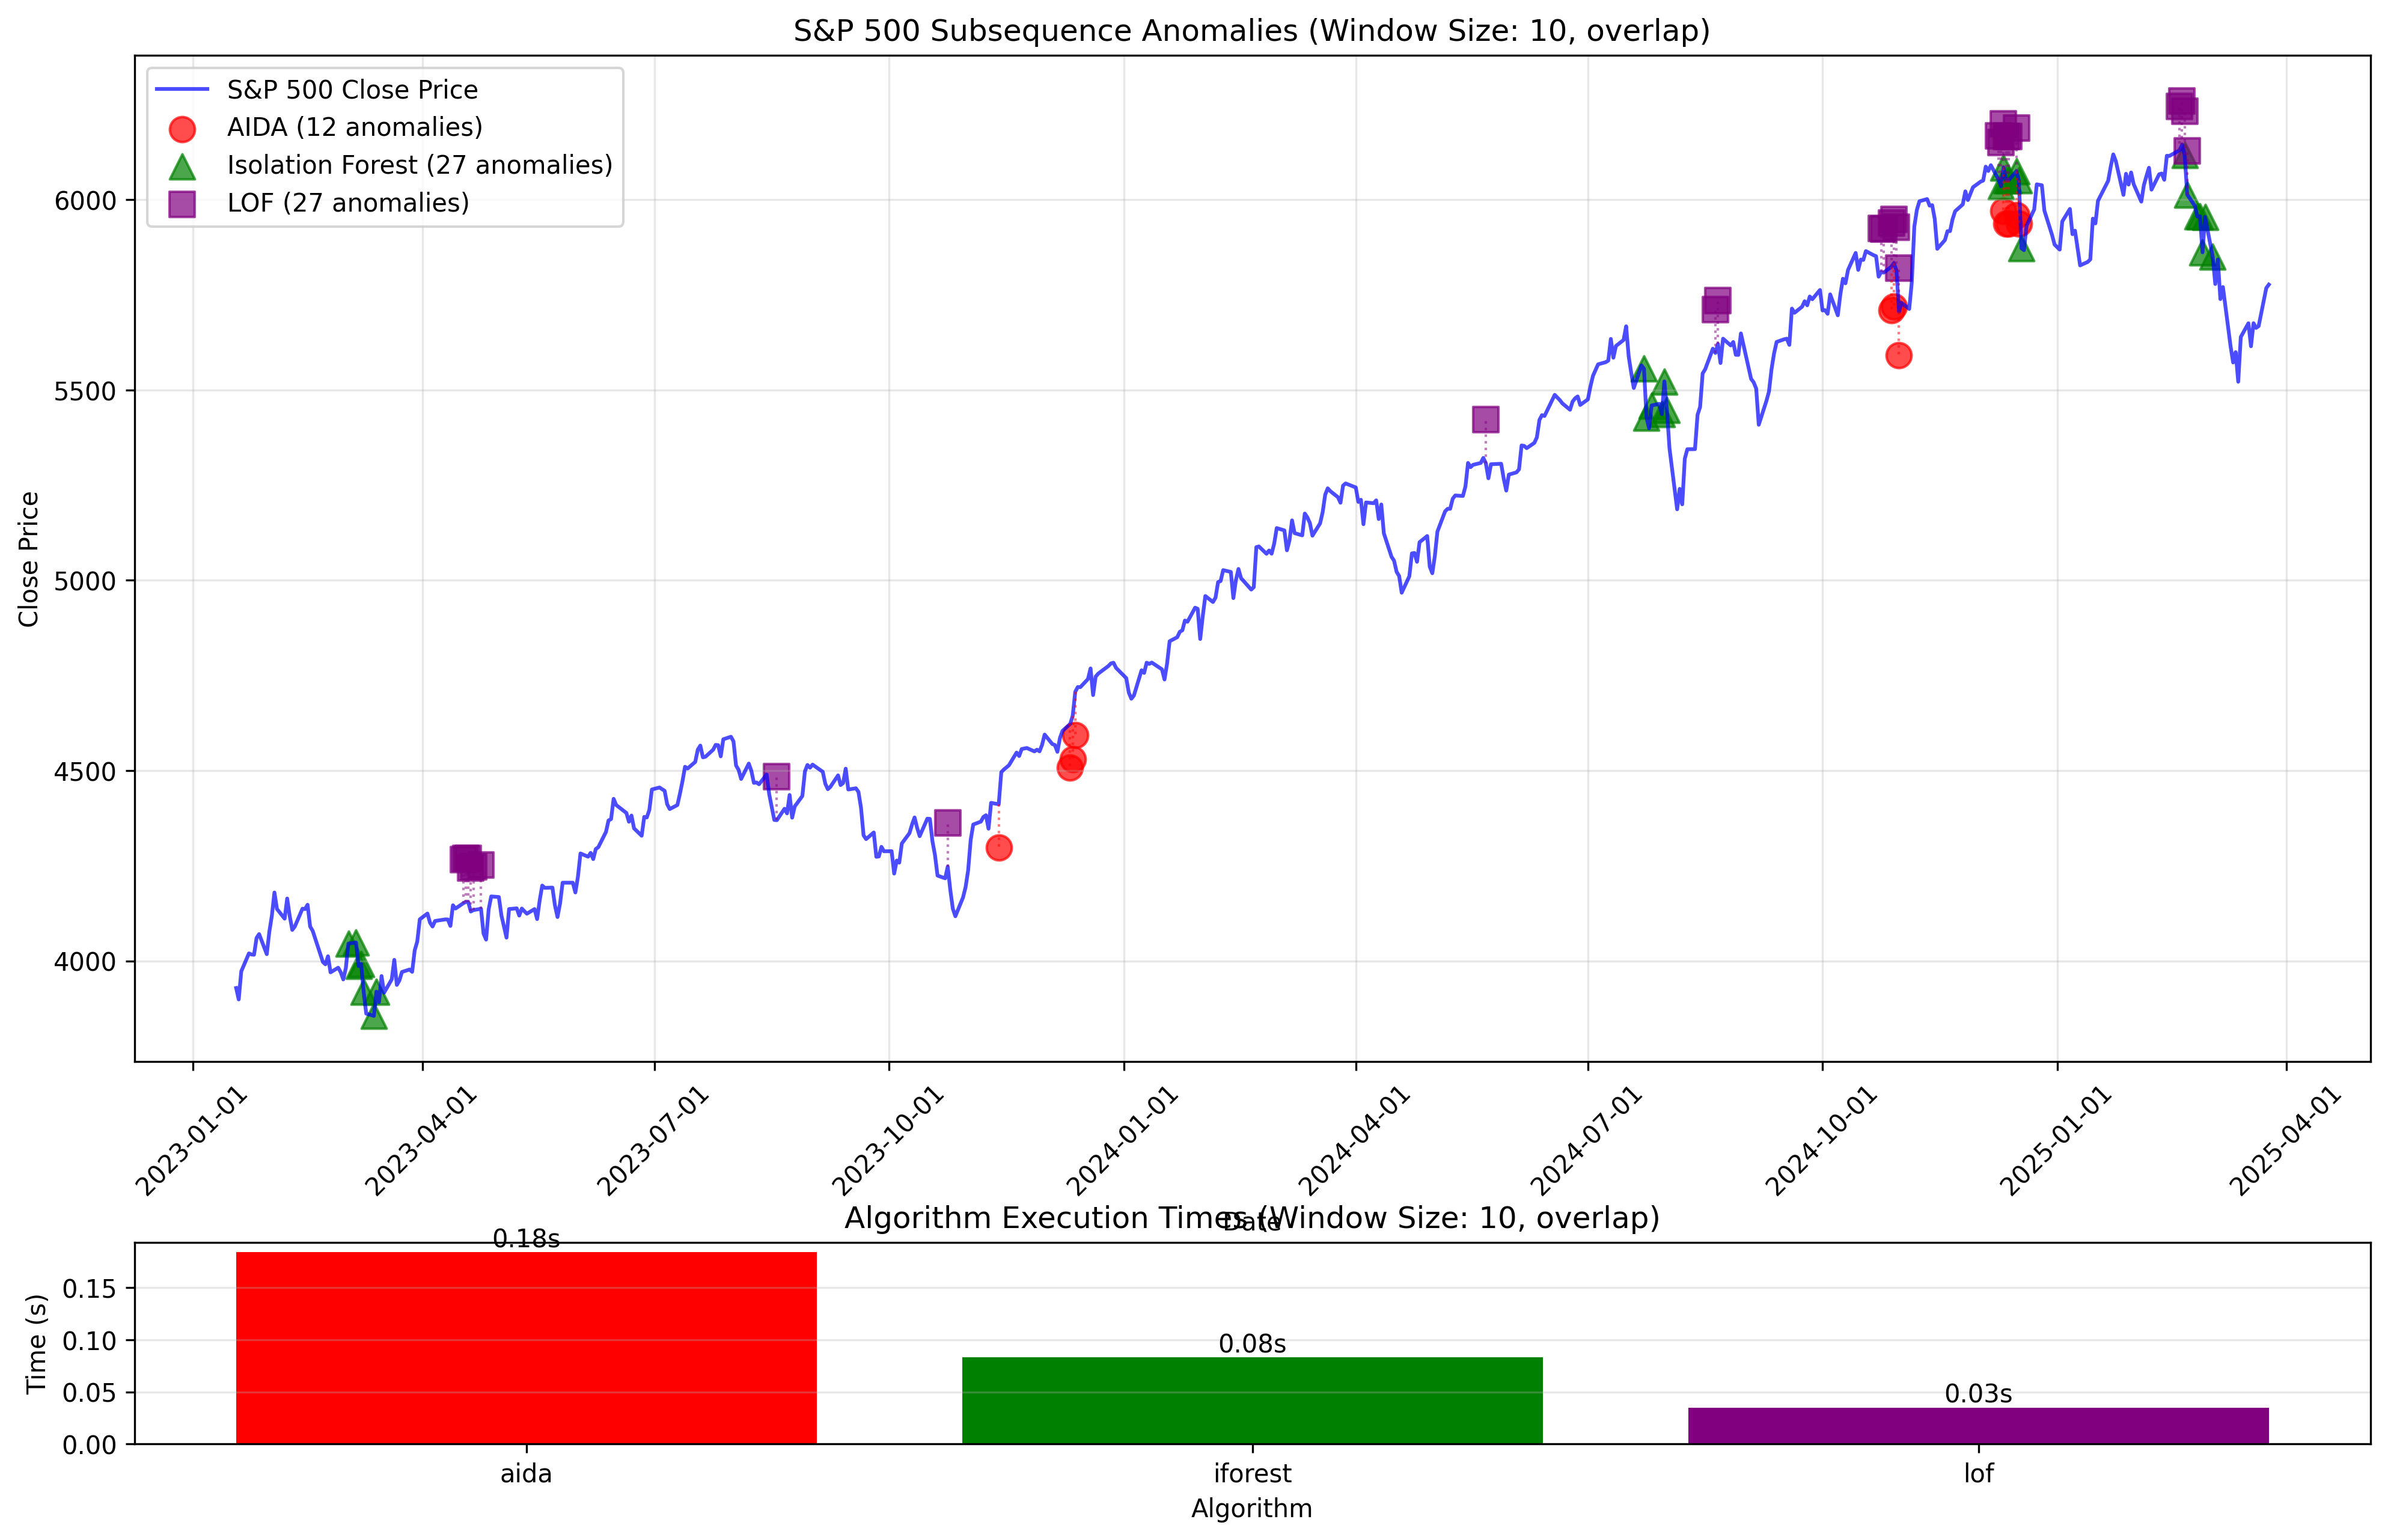 S&P 500 Subsequence Anomalies (Window Size: 10, overlap)
S&P 500 Close Price
AIDA (12 anomalies)
Isolation Forest (27 anomalies)
LOF (27 anomalies)
Close Price
6000
5500
5000
4500
4000
2023-01-01
2023-04-01
2023-07-01
2023-10-01
2024-01-01
2024-04-01
2024-07-01
2024-10-01
2025-01-01
2025-04-01
Date
Algorithm Execution Times (Window Size: 10, overlap)
Time (s)
0.15
0.10
0.05
0.00
0.18s
0.08s
0.03s
aida
iforest
lof
Algorithm